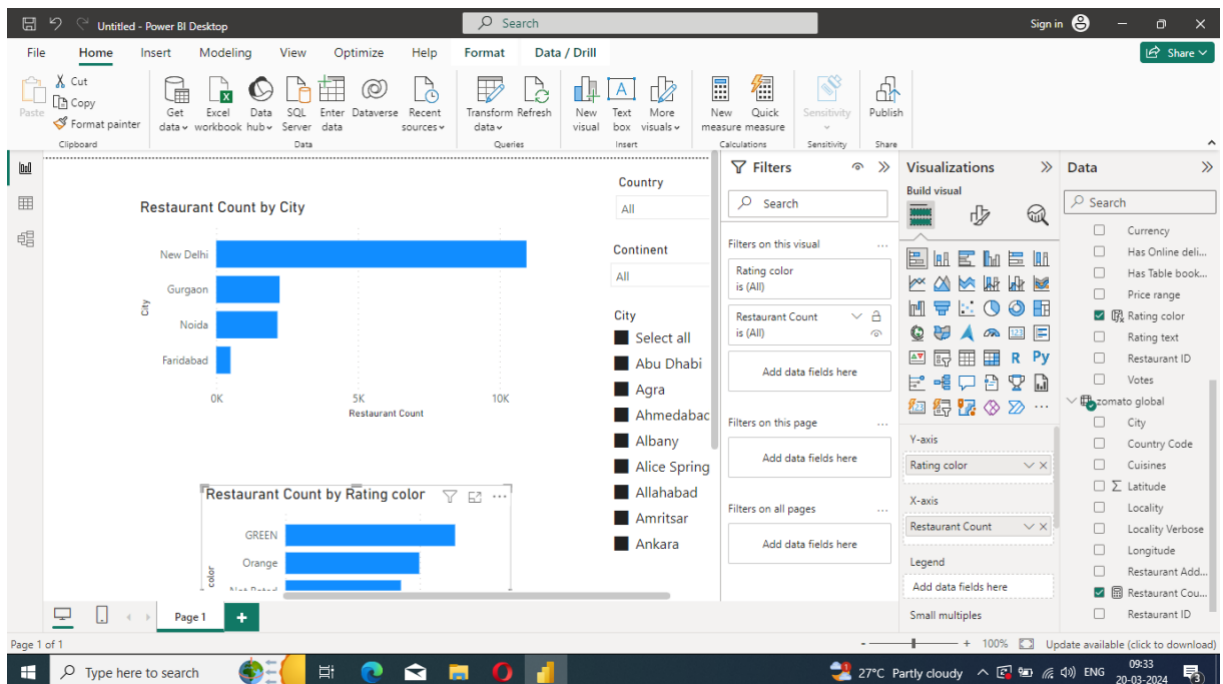 Untitled - Power BI Desktop
Search
Sign in
File Home Insert Modeling View Optimize Help Format Data / Drill
Share
Paste
Cut
Copy
Format painter
Clipboard
Get data
Excel workbook
Data hub
SQL Server
Enter data
Dataverse
Recent sources
Data
Transform data
Refresh
Queries
New visual
Text box
More visuals
Insert
New measure
Quick measure
Calculations
Sensitivity
Sensitivity
Publish
Share
Restaurant Count by City
City
New Delhi
Gurgaon
Noida
Faridabad
0K 5K 10K
Restaurant Count
Restaurant Count by Rating color
color
GREEN
Orange
Not Rated
Country
All
Continent
All
City
Select all
Abu Dhabi
Agra
Ahmedabac
Albany
Alice Spring
Allahabad
Amritsar
Ankara
Filters
Search
Filters on this visual
...
Rating color
is (All)
Restaurant Count
is (All)
Add data fields here
Filters on this page
...
Add data fields here
Filters on all pages
...
Add data fields here
Visualizations
Build visual
R Py
123
...
Y-axis
Rating color
X-axis
Restaurant Count
Legend
Add data fields here
Small multiples
Data
Search
Currency
Has Online deli...
Has Table book...
Price range
Rating color
Rating text
Restaurant ID
Votes
zomato global
City
Country Code
Cuisines
Σ Latitude
Locality
Locality Verbose
Longitude
Restaurant Add...
Restaurant Cou...
Restaurant ID
Page 1
+
Page 1 of 1
- + 100%
Update available (click to download)
Type here to search
27°C Partly cloudy
ENG
09:33
20-03-2024
3